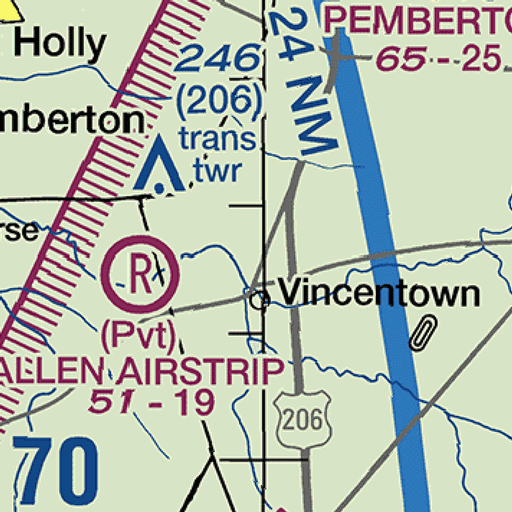 PEMBERTO
65 - 25
Holly
246
(206)
trans
twr
24 NM
mberton
rse
R
Vincentown
(Pvt)
ALLEN AIRSTRIP
51 - 19
206
70